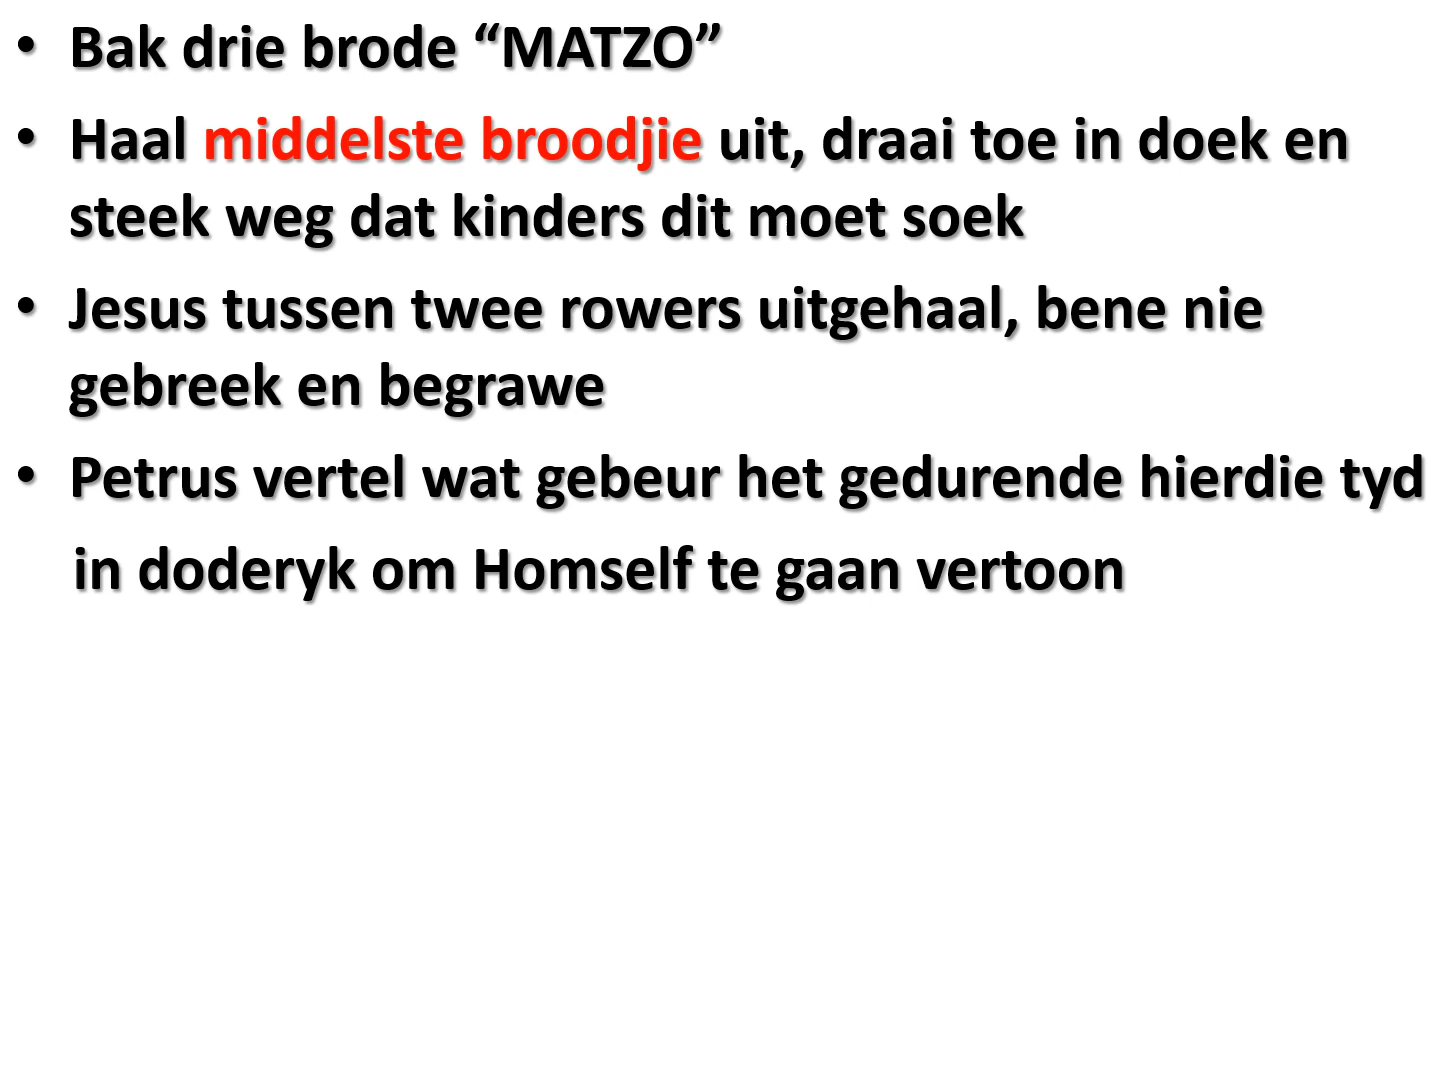 • Bak drie brode “MATZO”
• Haal middelste broodjie uit, draai toe in doek en
steek weg dat kinders dit moet soek
• Jesus tussen twee rowers uitgehaal, bene nie
gebreek en begrawe
• Petrus vertel wat gebeur het gedurende hierdie tyd
in doderyk om Homself te gaan vertoon